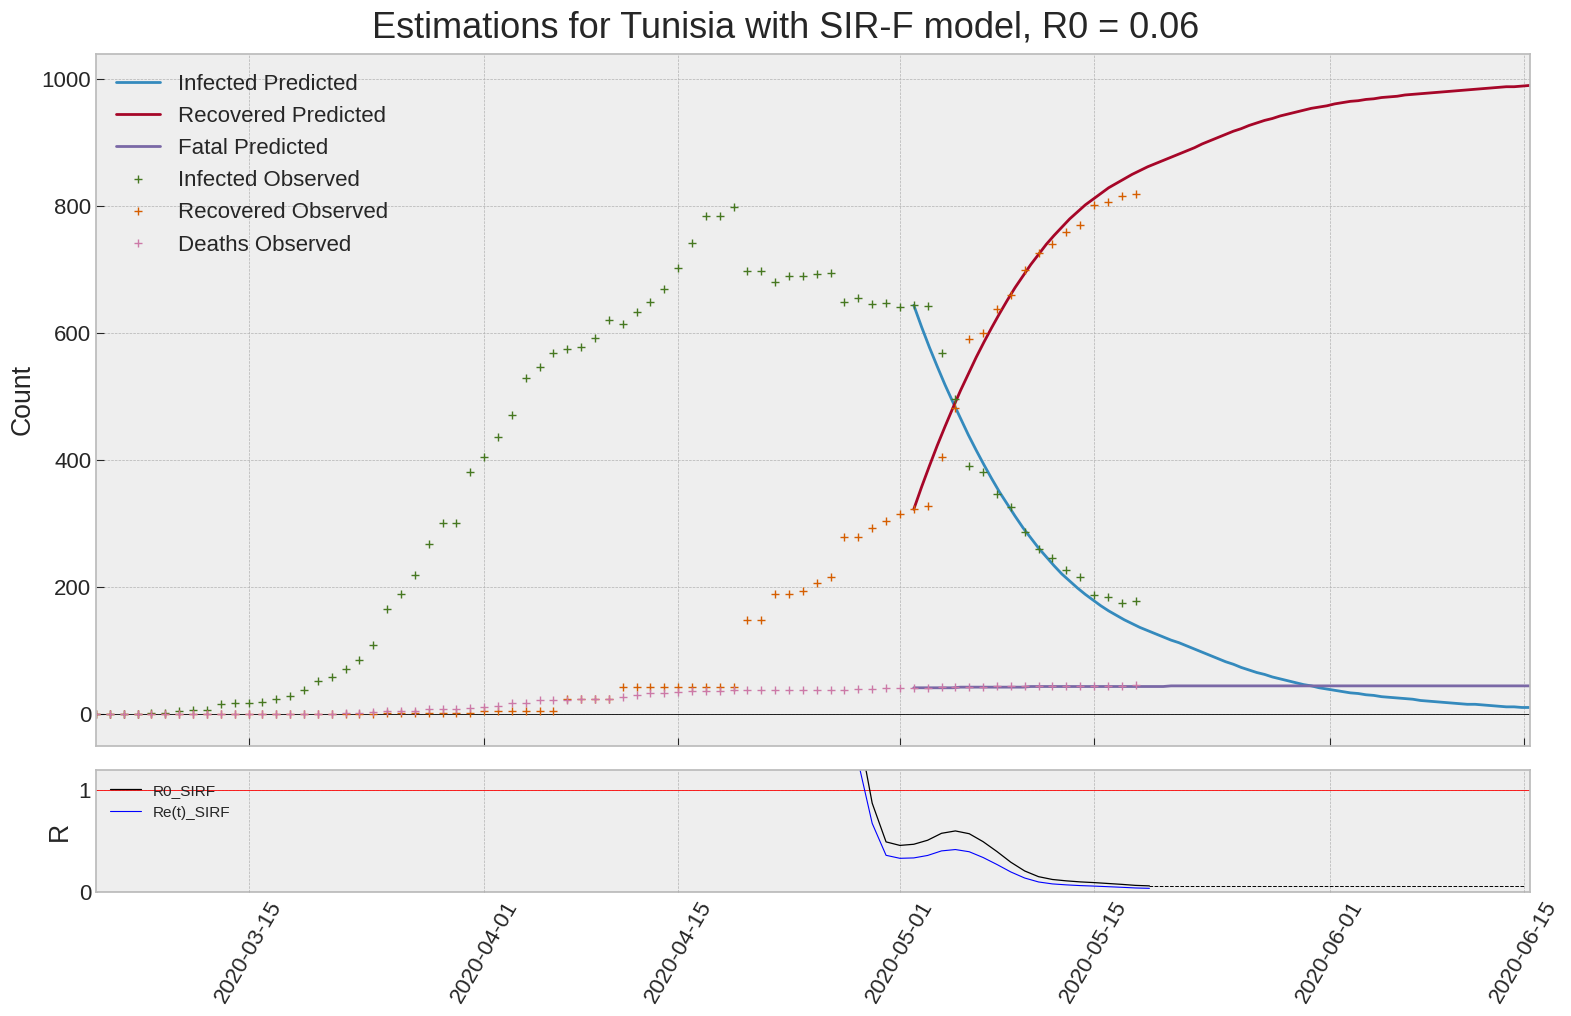 Estimations for Tunisia with SIR-F model, R0 = 0.06
Count
1000
800
600
400
200
0
Infected Predicted
Recovered Predicted
Fatal Predicted
Infected Observed
Recovered Observed
Deaths Observed
R
1
0
R0_SIRF
Re(t)_SIRF
2020-03-15
2020-04-01
2020-04-15
2020-05-01
2020-05-15
2020-06-01
2020-06-15